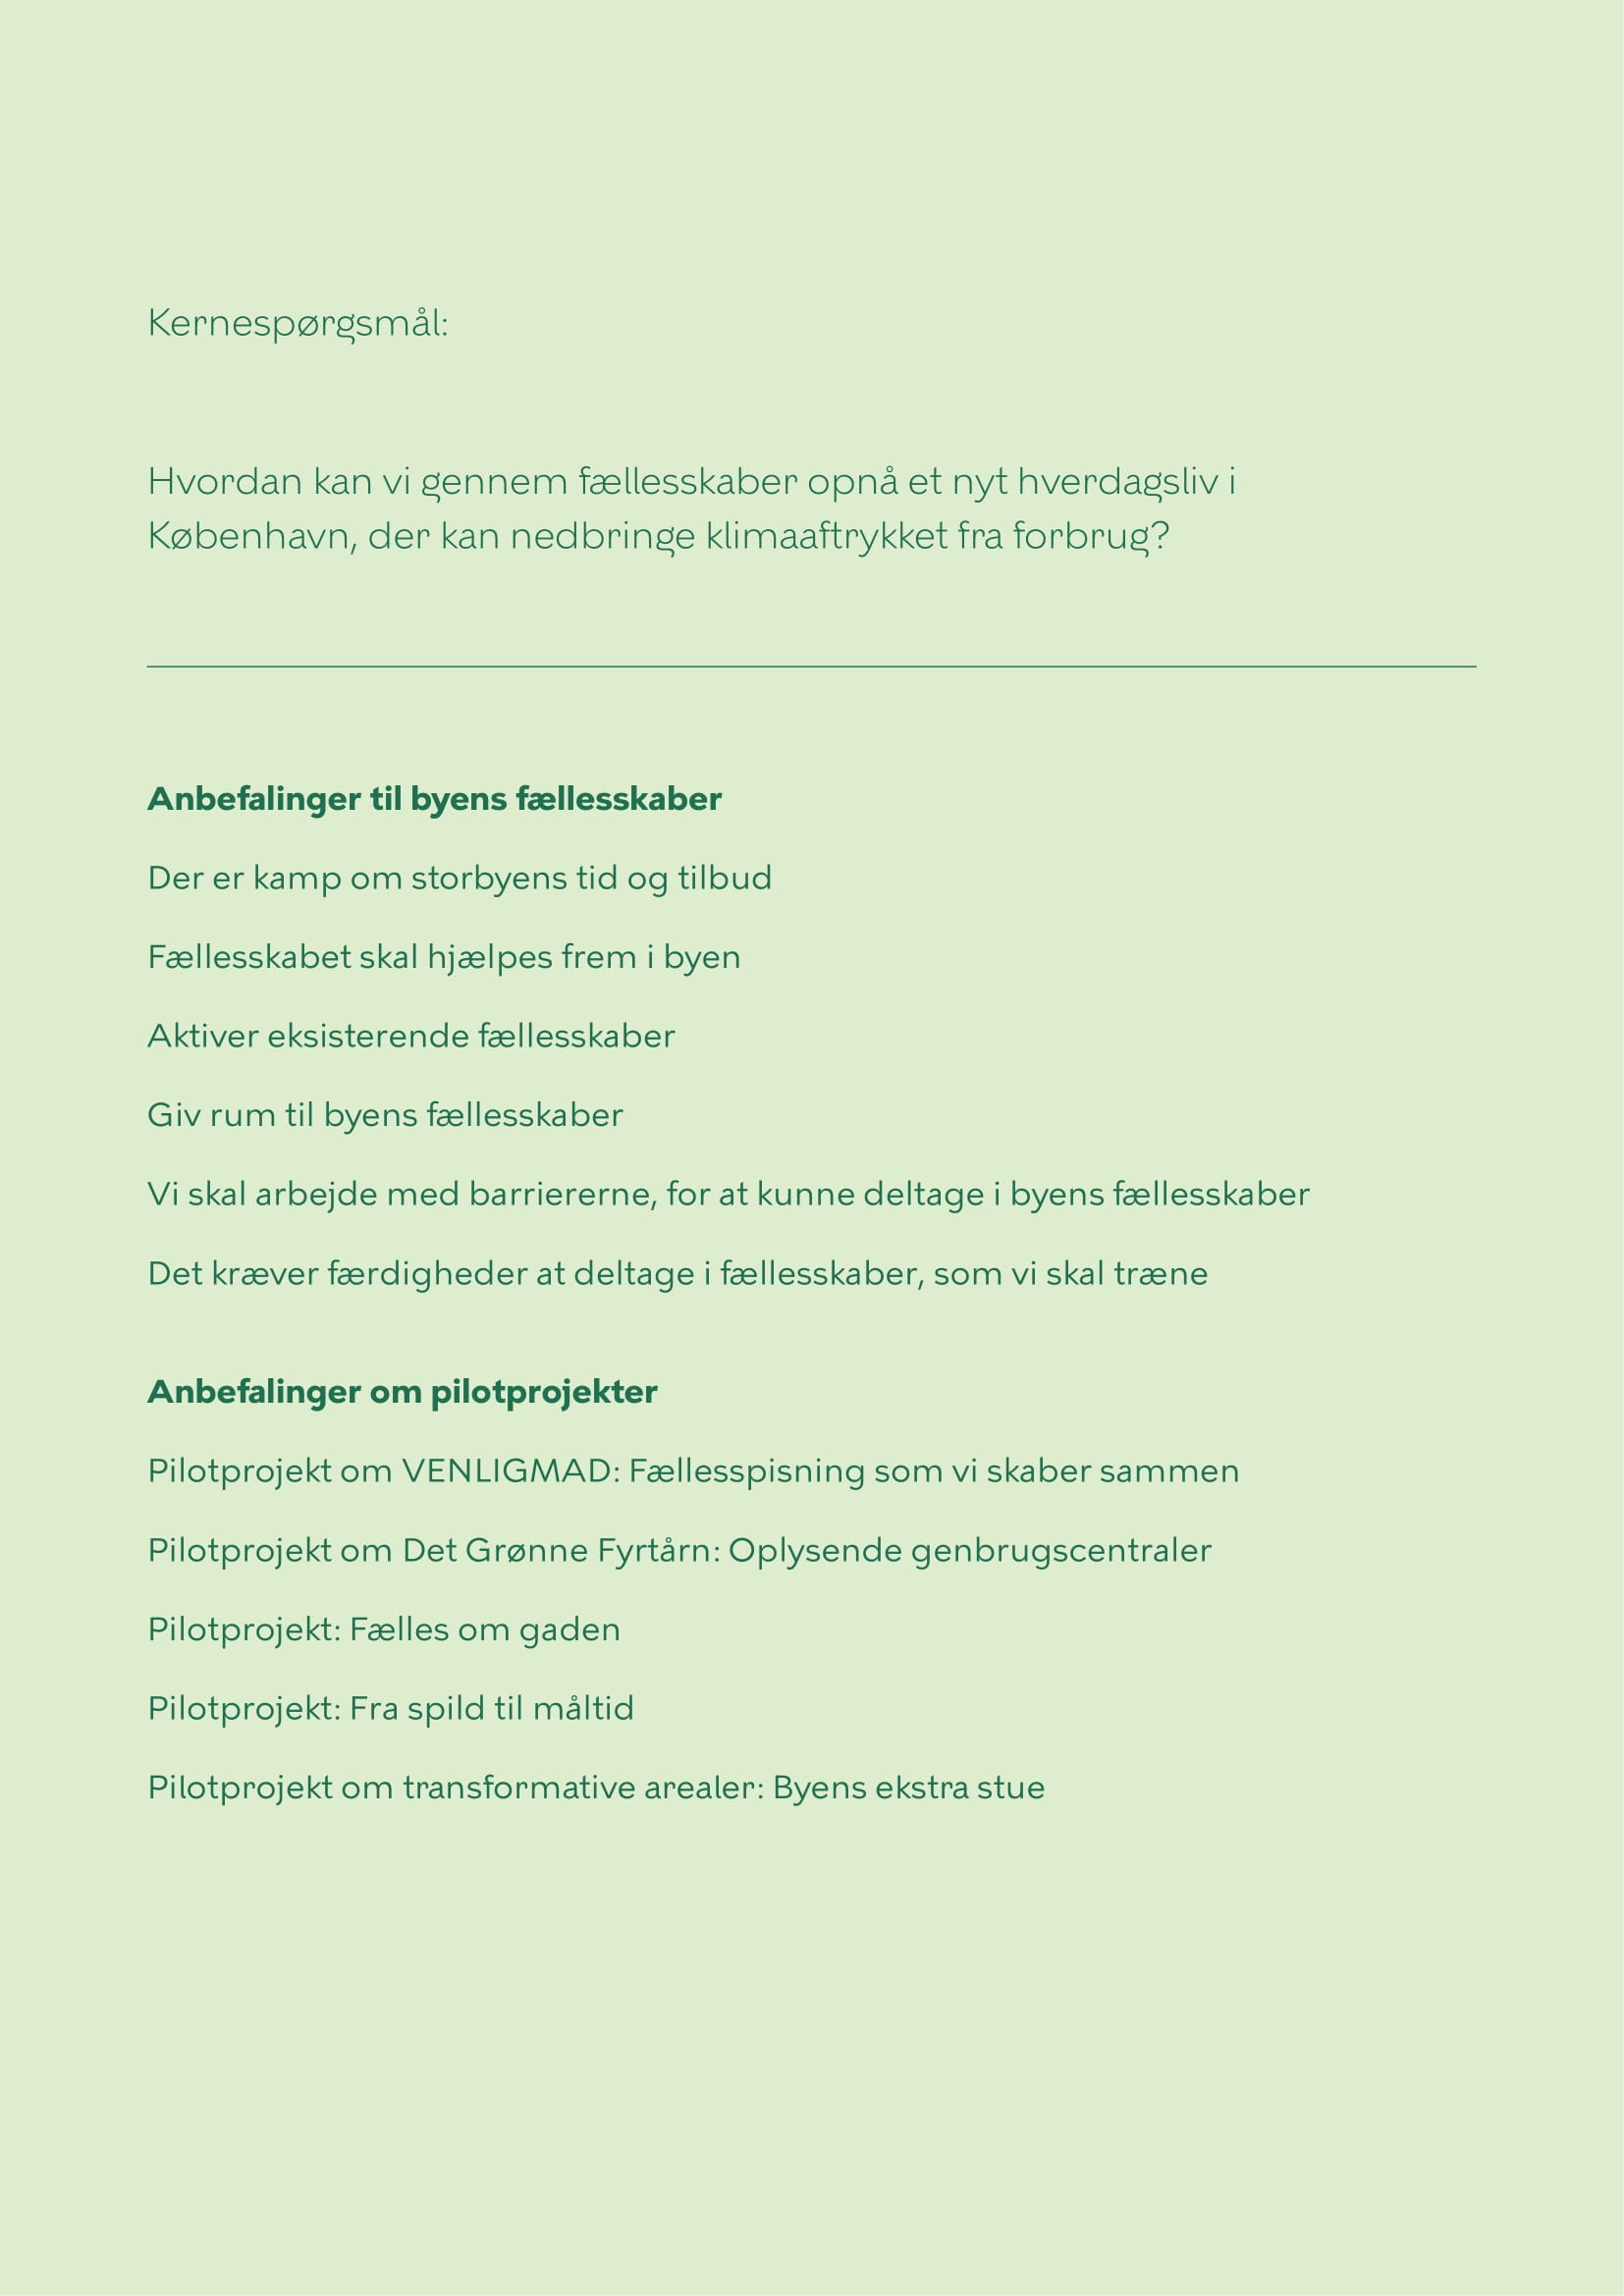 Kernespørgsmål:
Hvordan kan vi gennem fællesskaber opnå et nyt hverdagsliv i
København, der kan nedbringe klimaaftrykket fra forbrug?
Anbefalinger til byens fællesskaber
Der er kamp om storbyens tid og tilbud
Fællesskabet skal hjælpes frem i byen
Aktiver eksisterende fællesskaber
Giv rum til byens fællesskaber
Vi skal arbejde med barriererne, for at kunne deltage i byens fællesskaber
Det kræver færdigheder at deltage i fællesskaber, som vi skal træne
Anbefalinger om pilotprojekter
Pilotprojekt om VENLIGMAD: Fællesspisning som vi skaber sammen
Pilotprojekt om Det Grønne Fyrtårn: Oplysende genbrugscentraler
Pilotprojekt: Fælles om gaden
Pilotprojekt: Fra spild til måltid
Pilotprojekt om transformative arealer: Byens ekstra stue